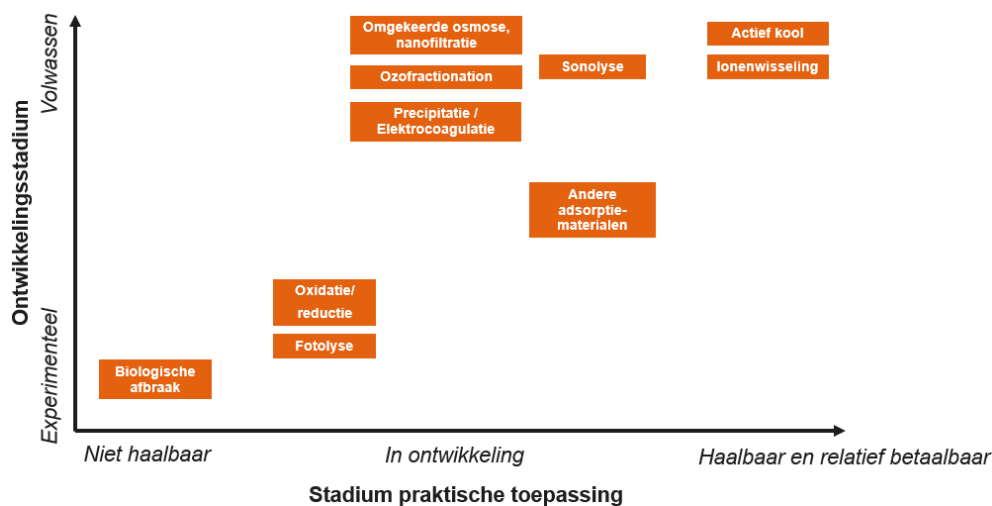 Ontwikkelingsstadium
Volwassen
Experimenteel
Omgekeerde osmose,
nanofiltratie
Ozofractionation
Precipitatie /
Elektrocoagulatie
Sonolyse
Actief kool
Ionenwisseling
Andere
adsorptie-
materialen
Oxidatie/
reductie
Fotolyse
Biologische
afbraak
Niet haalbaar
In ontwikkeling
Haalbaar en relatief betaalbaar
Stadium praktische toepassing